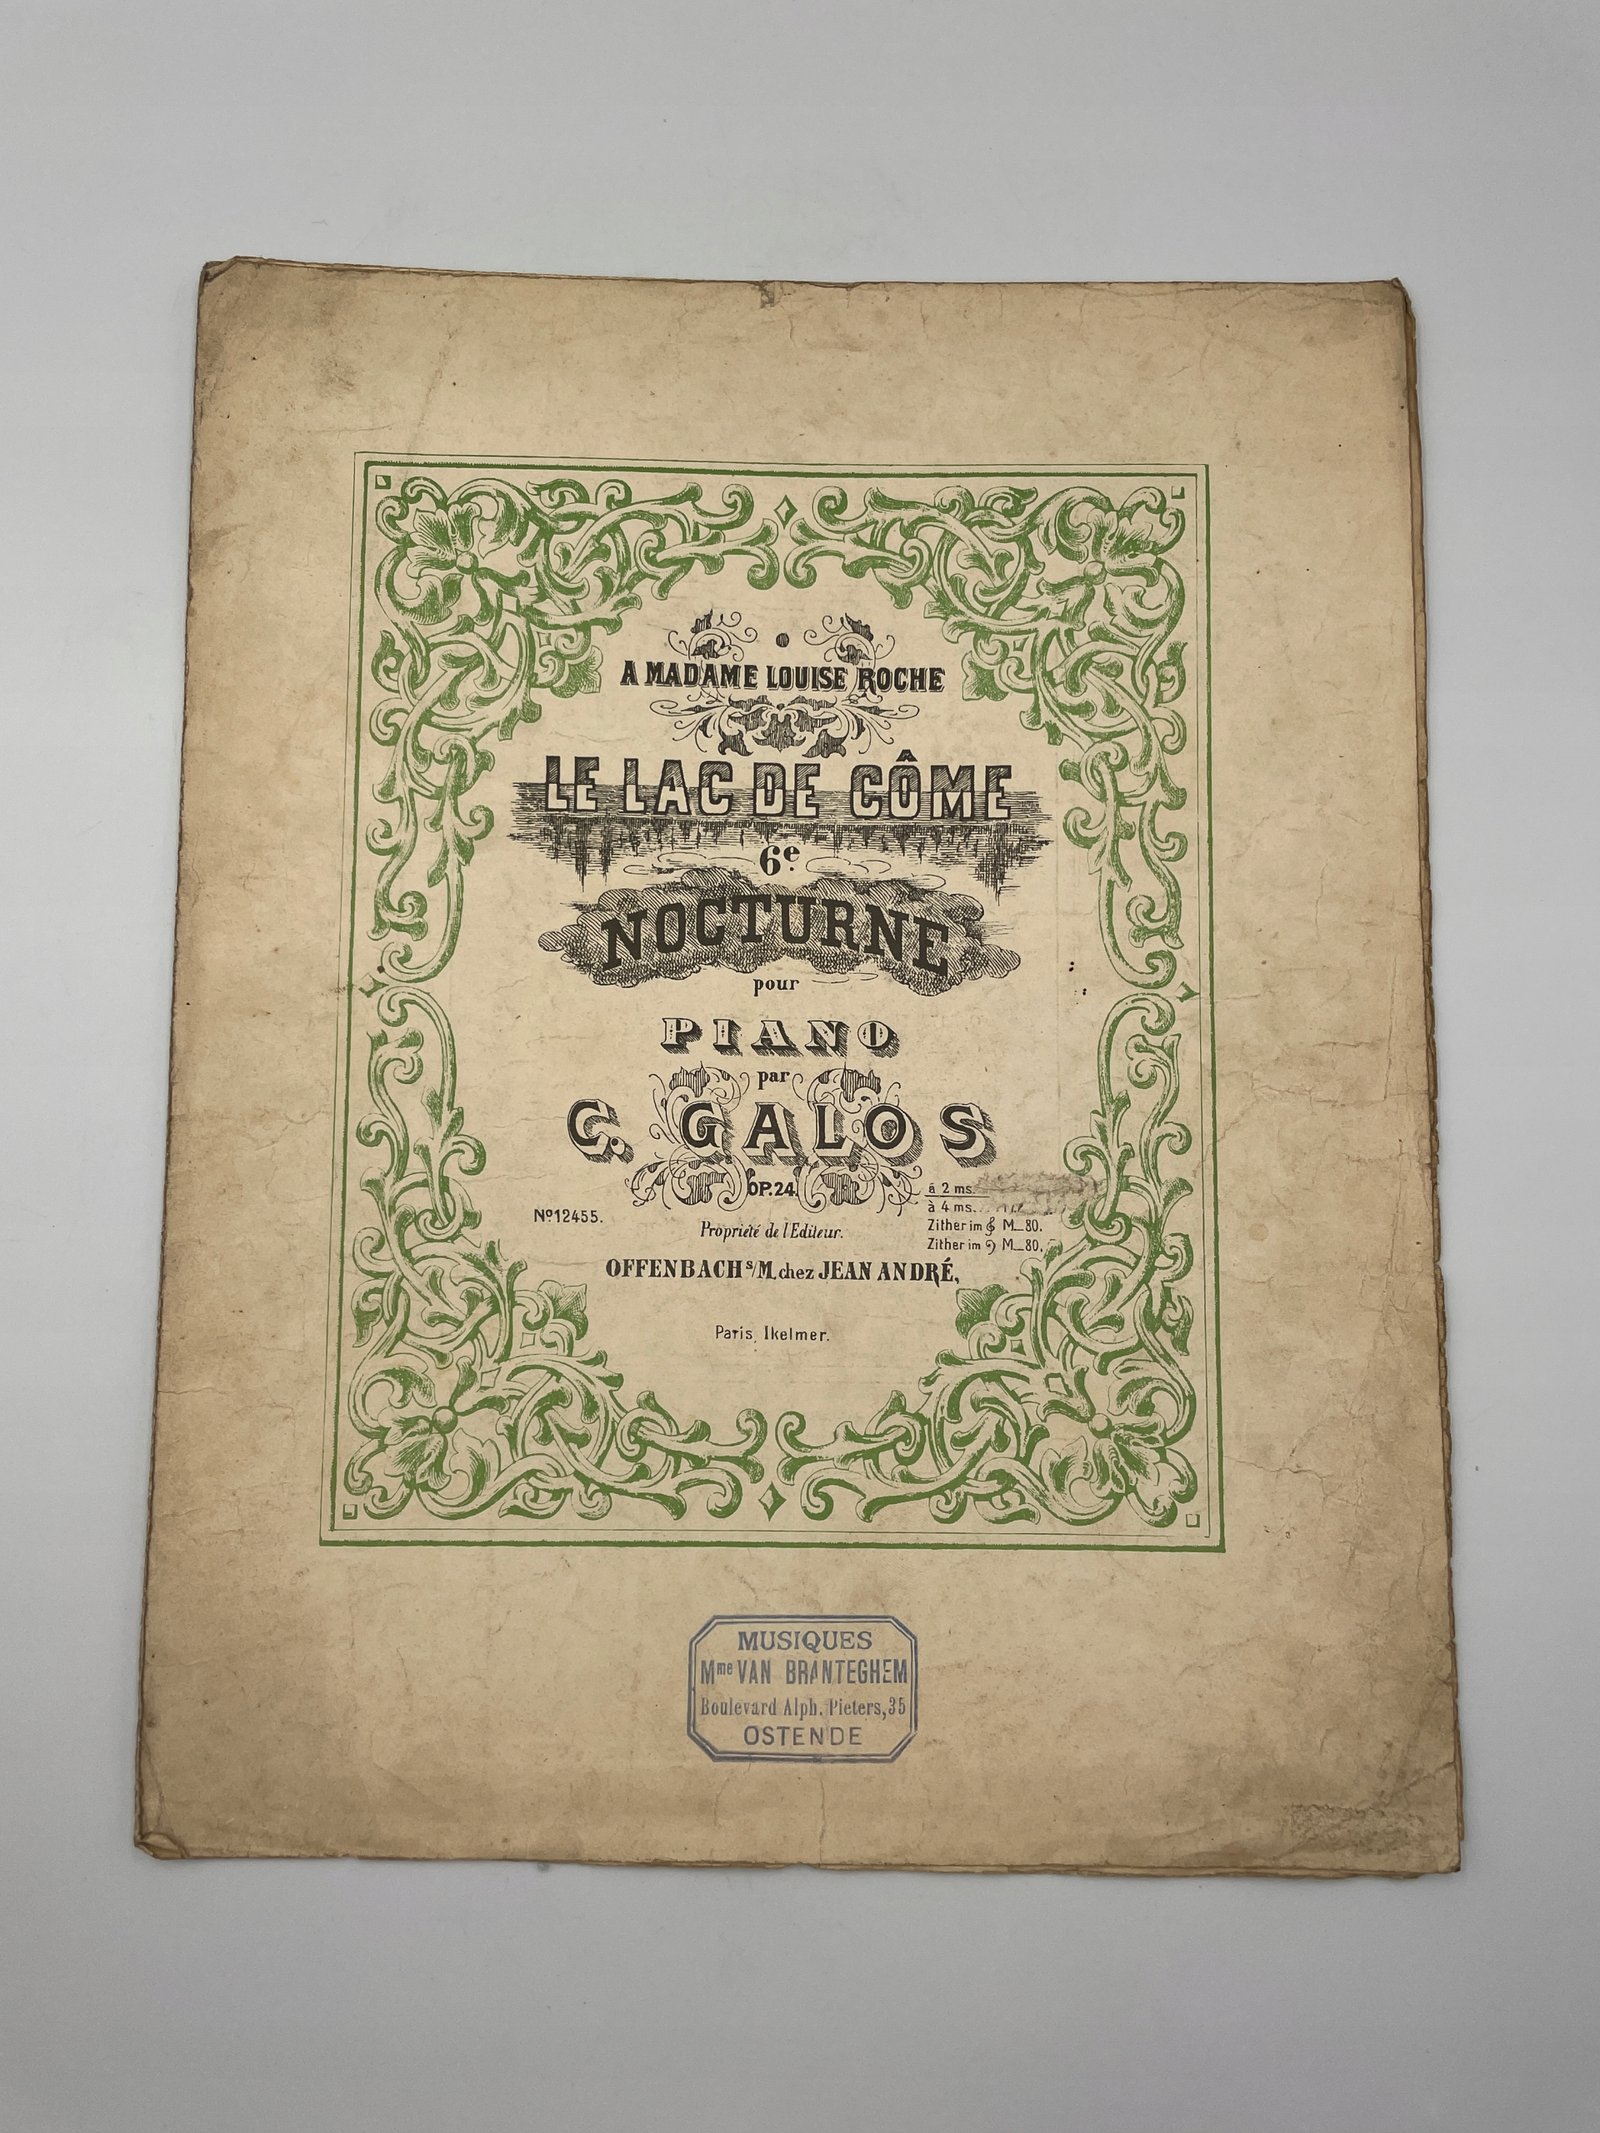 A MADAME LOUISE ROCHE
LE LAC DE CÔME
6e
NOCTURNE
pour
PIANO
par
C. GALOS
OP. 24.
à 2 ms.
à 4 ms.
Nº 12455.
Zither im 𝄞 M_80.
Zither im 𝄢 M_80.
Propriété de l'Editeur.
OFFENBACH s/M. chez JEAN ANDRÉ,
Paris, Ikelmer.
MUSIQUES
Mme VAN BRANTEGHEM
Boulevard Alph. Pieters, 35
OSTENDE